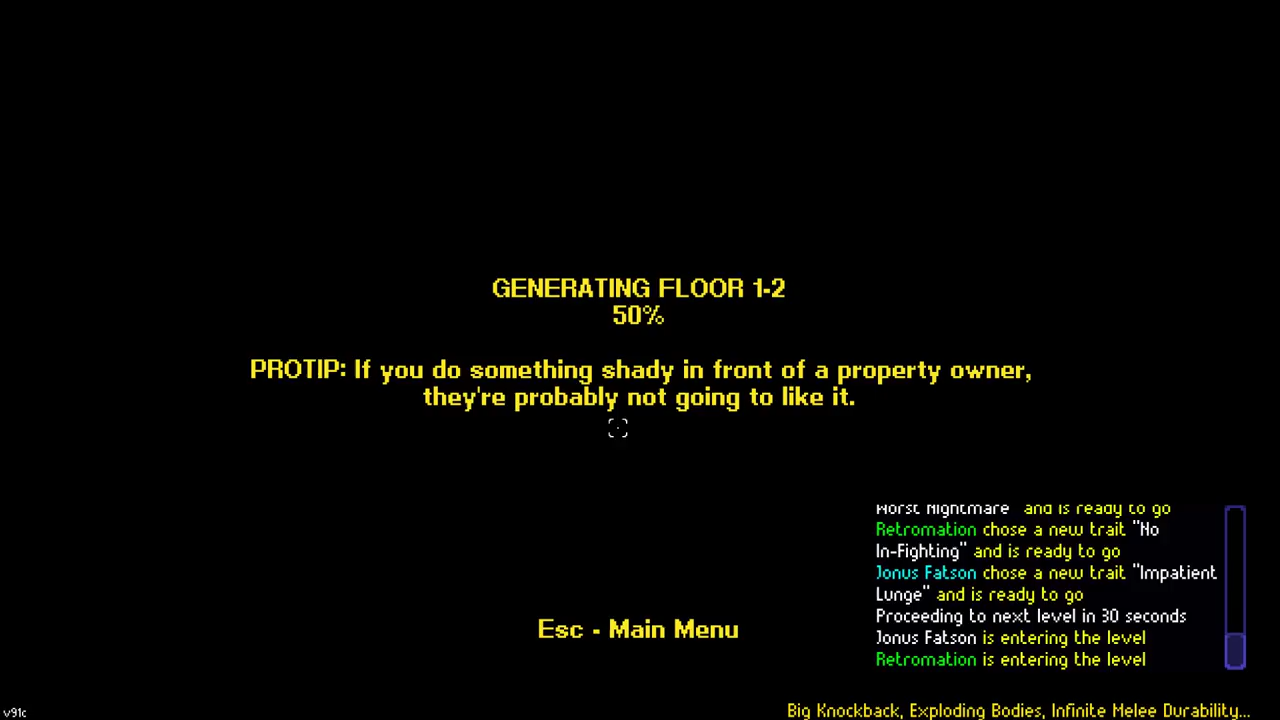 GENERATING FLOOR 1-2
50%
PROTIP: If you do something shady in front of a property owner,
they're probably not going to like it.
Worst Nightmare" and is ready to go
Retromation chose a new trait "No
In-Fighting" and is ready to go
Jonus Fatson chose a new trait "Impatient
Lunge" and is ready to go
Proceeding to next level in 30 seconds
Jonus Fatson is entering the level
Retromation is entering the level
Esc - Main Menu
v91c
Big Knockback, Exploding Bodies, Infinite Melee Durability...